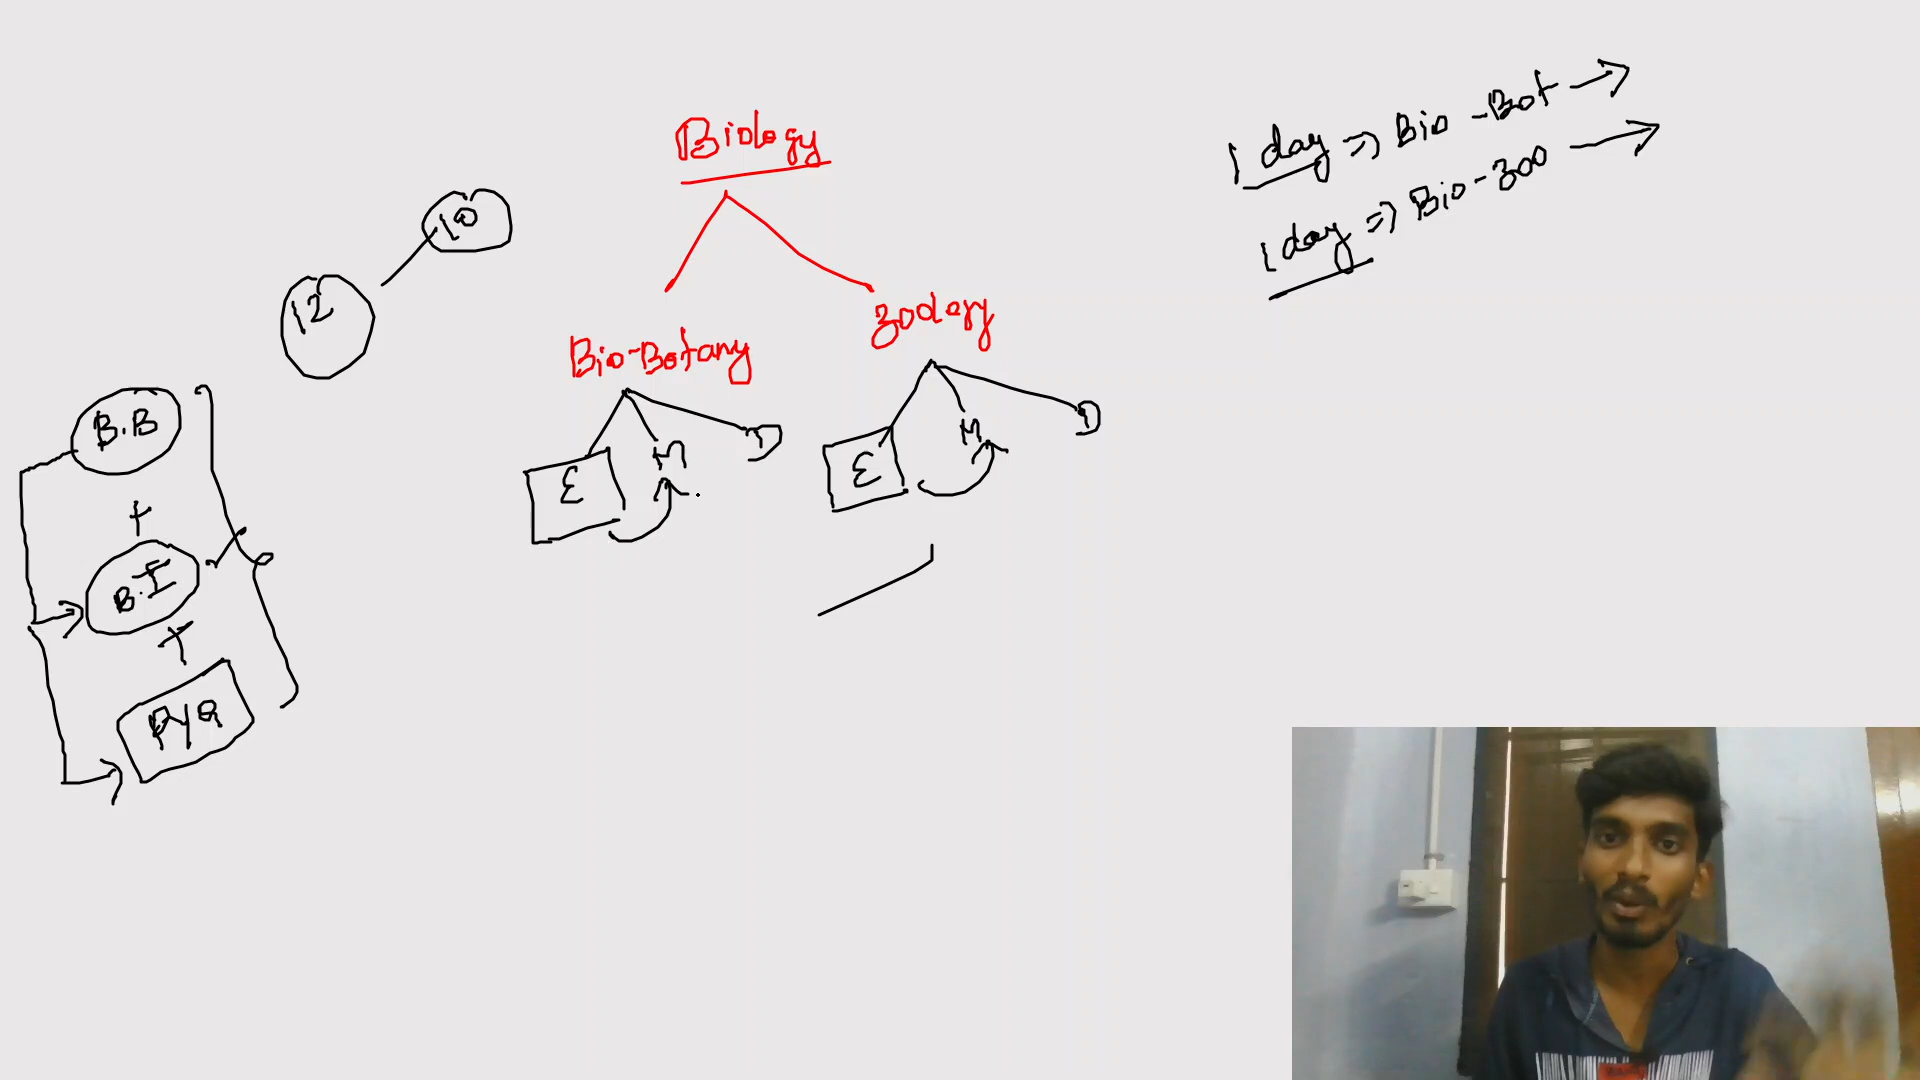 Biology
1 day => Bio-Bot →
1 day => Bio-zoo →
10
12
Bio-Botany
zoology
E M D
E M D
B.B
+
B.I
+
PYQ